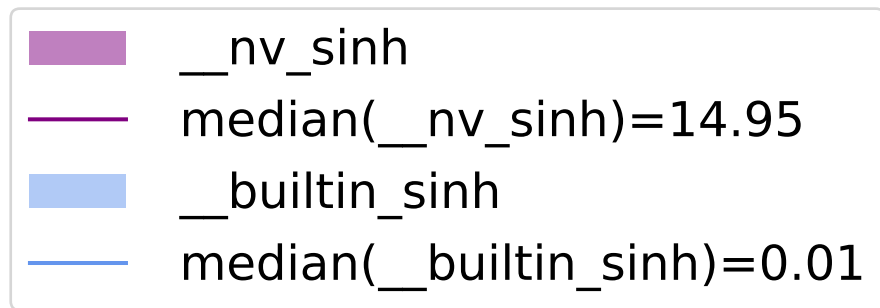 __nv_sinh
median(__nv_sinh)=14.95
__builtin_sinh
median(__builtin_sinh)=0.01